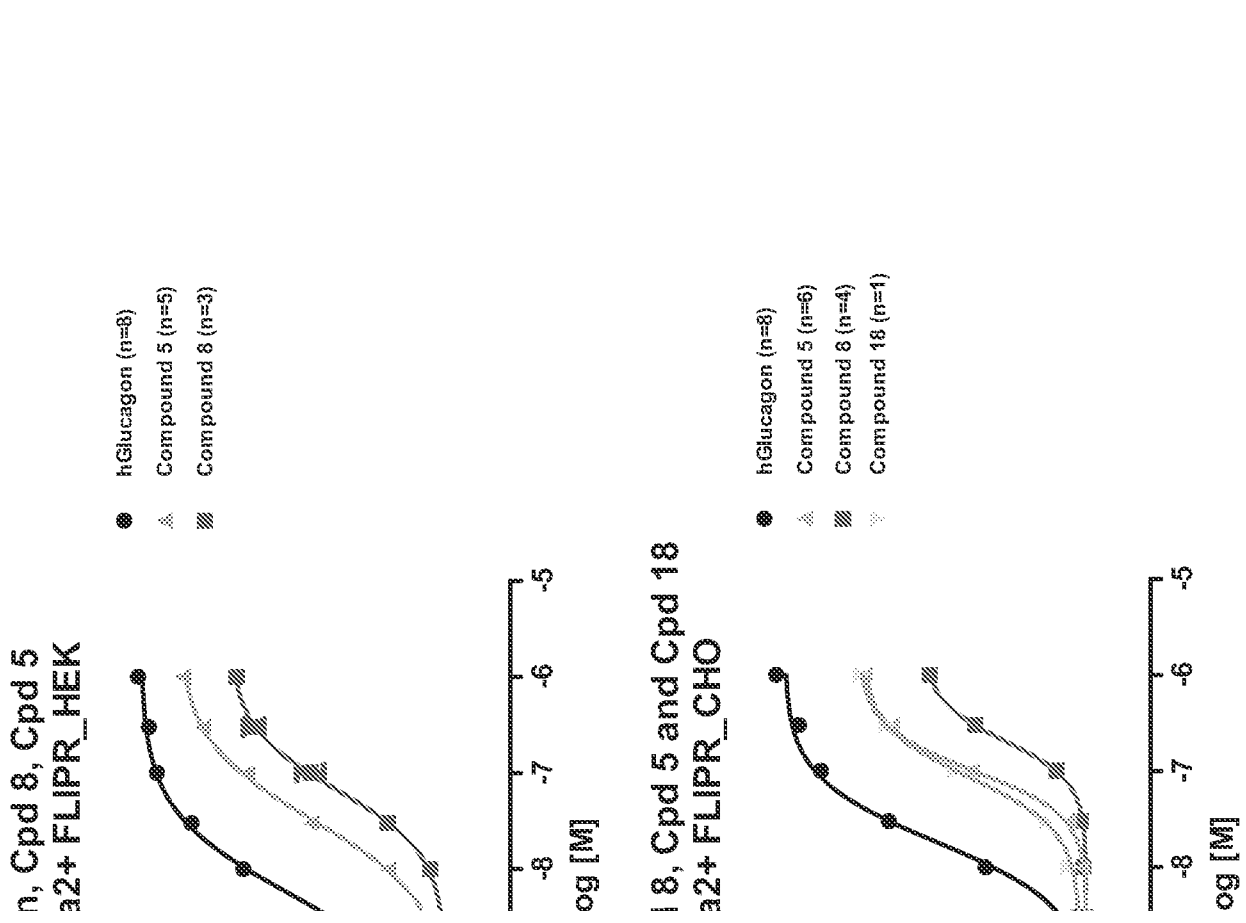 n, Cpd 8, Cpd 5
a2+ FLIPR_HEK
hGlucagon (n=8)
Compound 5 (n=5)
Compound 8 (n=3)
-8
-7
-6
-5
og [M]
8, Cpd 5 and Cpd 18
a2+ FLIPR_CHO
hGlucagon (n=8)
Compound 5 (n=6)
Compound 8 (n=4)
Compound 18 (n=1)
-8
-7
-6
-5
og [M]